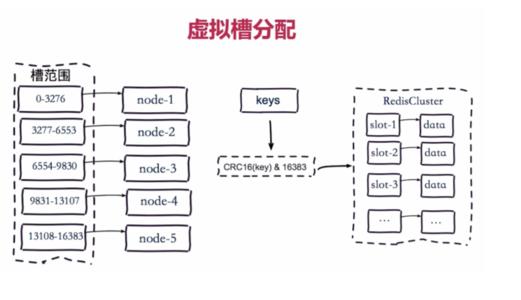 虚拟槽分配
槽范围
0-3276
node-1
3277-6553
node-2
6554-9830
node-3
9831-13107
node-4
13108-16383
node-5
keys
CRC16(key) & 16383
RedisCluster
slot-1
data
slot-2
data
slot-3
data
...
...